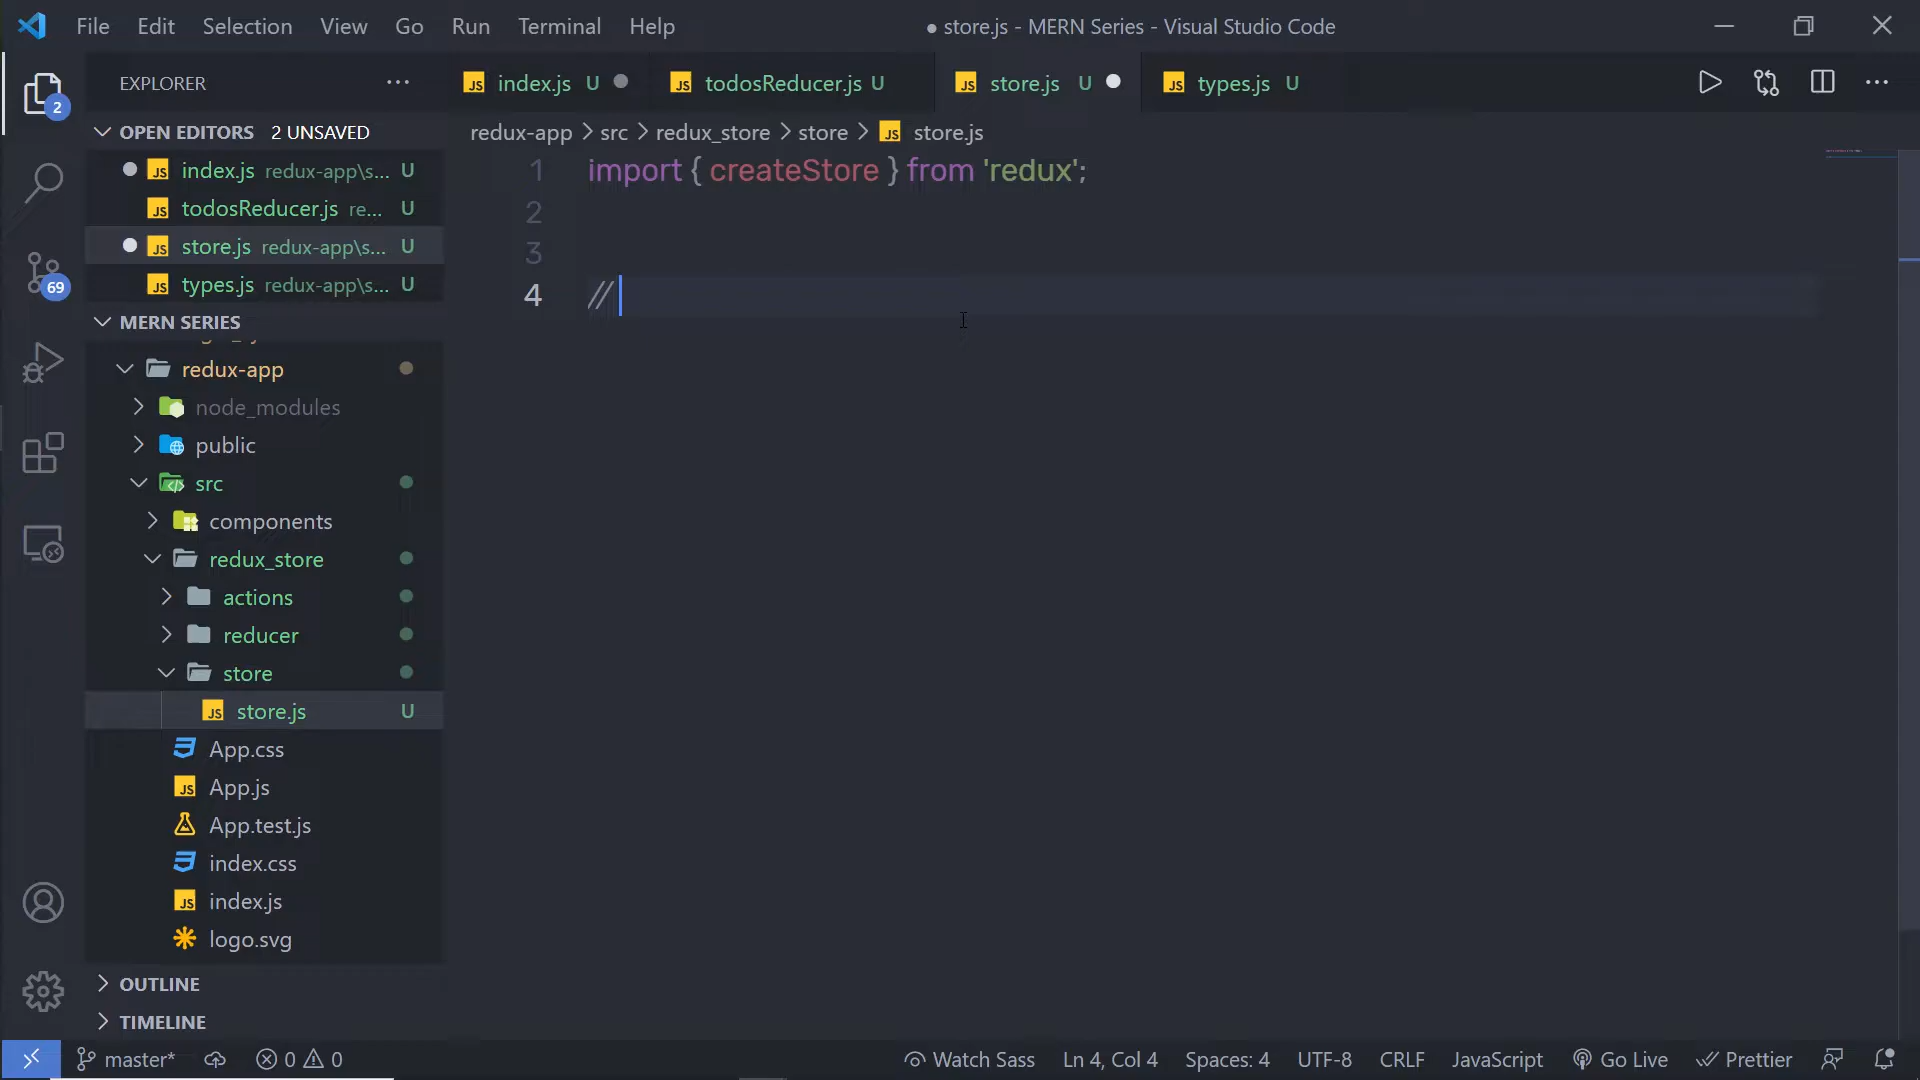 File Edit Selection View Go Run Terminal Help
● store.js - MERN Series - Visual Studio Code
EXPLORER
index.js U
todosReducer.js U
store.js U
types.js U
2
OPEN EDITORS 2 UNSAVED
redux-app > src > redux_store > store > store.js
index.js redux-app\s... U
todosReducer.js re... U
store.js redux-app\s... U
types.js redux-app\s... U
1 import { createStore } from 'redux';
2
3
4 //
69
MERN SERIES
redux-app
node_modules
public
src
components
redux_store
actions
reducer
store
store.js U
App.css
App.js
App.test.js
index.css
index.js
logo.svg
OUTLINE
TIMELINE
master* 0 0 Watch Sass Ln 4, Col 4 Spaces: 4 UTF-8 CRLF JavaScript Go Live Prettier